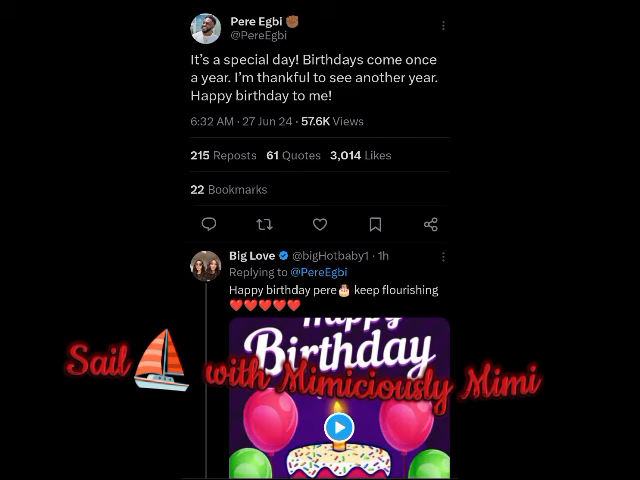 Pere Egbi
@PereEgbi
It's a special day! Birthdays come once
a year. I'm thankful to see another year.
Happy birthday to me!
6:32 AM · 27 Jun 24 · 57.6K Views
215 Reposts 61 Quotes 3,014 Likes
22 Bookmarks
Big Love @bigHotbaby1 · 1h
Replying to @PereEgbi
Happy birthday pere🎂 keep flourishing
❤️❤️❤️❤️❤️
Happy
Birthday
Sail ⛵ with Mimiciously Mimi